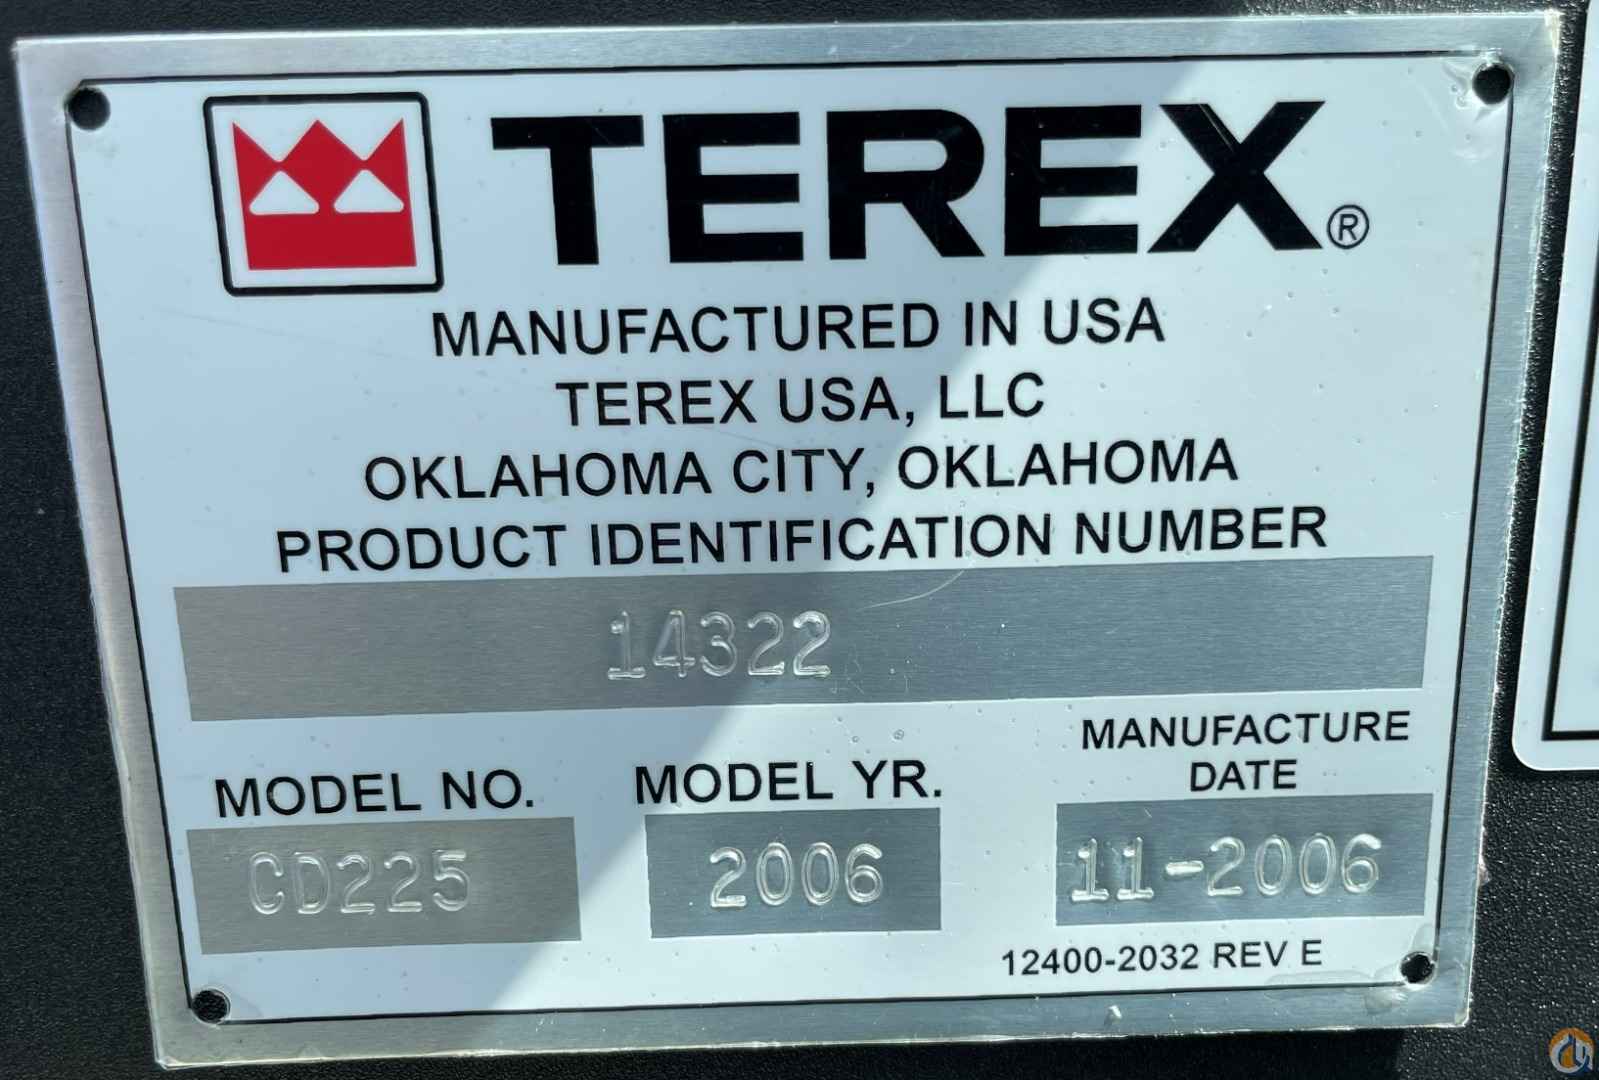 TEREX®
MANUFACTURED IN USA
TEREX USA, LLC
OKLAHOMA CITY, OKLAHOMA
PRODUCT IDENTIFICATION NUMBER
14322
MODEL NO.
CD225
MODEL YR.
2006
MANUFACTURE
DATE
11-2006
12400-2032 REV E